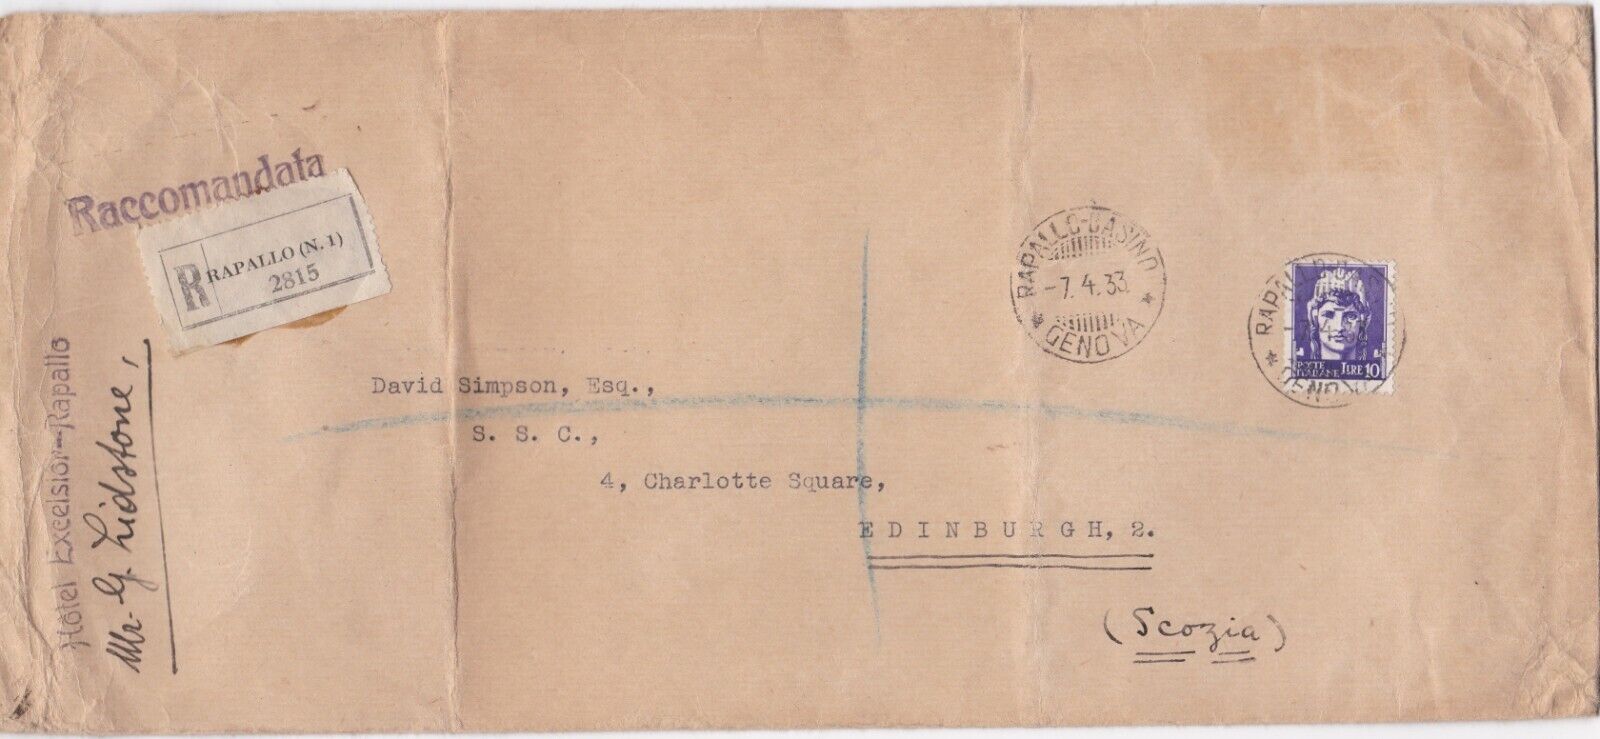 Raccomandata
R
RAPALLO (N. 1)
2815
Hôtel Excelsior-Rapallo
Mr. G. Lidstone,
RAPALLO-CASINO
-7.4.33
GENOVA
POSTE
ITALIANE LIRE 10
David Simpson, Esq.,
S. S. C.,
4, Charlotte Square,
EDINBURGH, 2.
(Scozia)